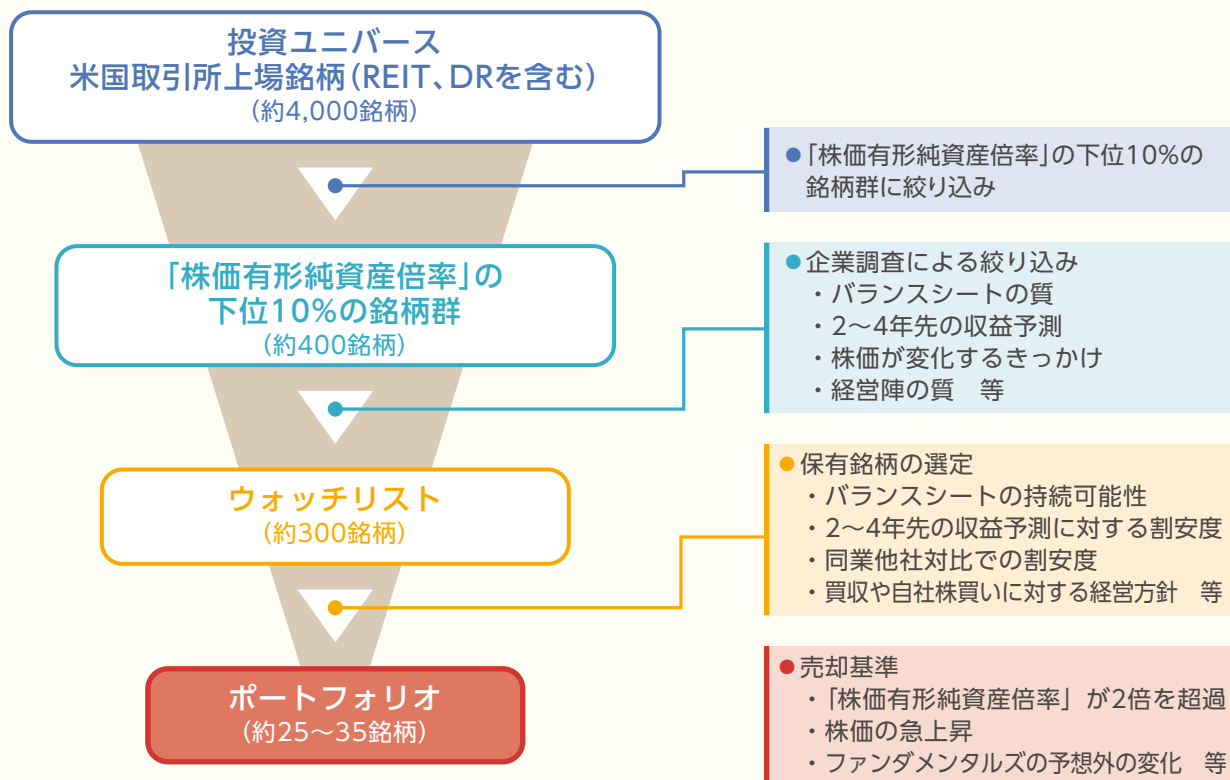 投資ユニバース
米国取引所上場銘柄(REIT、DRを含む)
(約4,000銘柄)
●「株価有形純資産倍率」の下位10%の
銘柄群に絞り込み
「株価有形純資産倍率」の
下位10%の銘柄群
(約400銘柄)
●企業調査による絞り込み
・バランスシートの質
・2〜4年先の収益予測
・株価が変化するきっかけ
・経営陣の質　等
ウォッチリスト
(約300銘柄)
●保有銘柄の選定
・バランスシートの持続可能性
・2〜4年先の収益予測に対する割安度
・同業他社対比での割安度
・買収や自社株買いに対する経営方針　等
ポートフォリオ
(約25〜35銘柄)
●売却基準
・「株価有形純資産倍率」が2倍を超過
・株価の急上昇
・ファンダメンタルズの予想外の変化　等